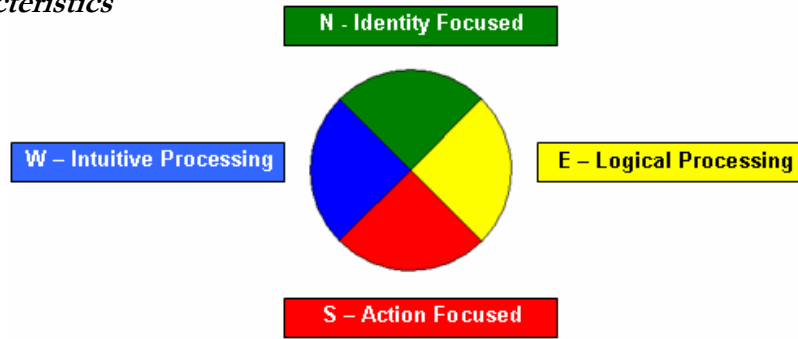 N - Identity Focused
W – Intuitive Processing
E – Logical Processing
S – Action Focused